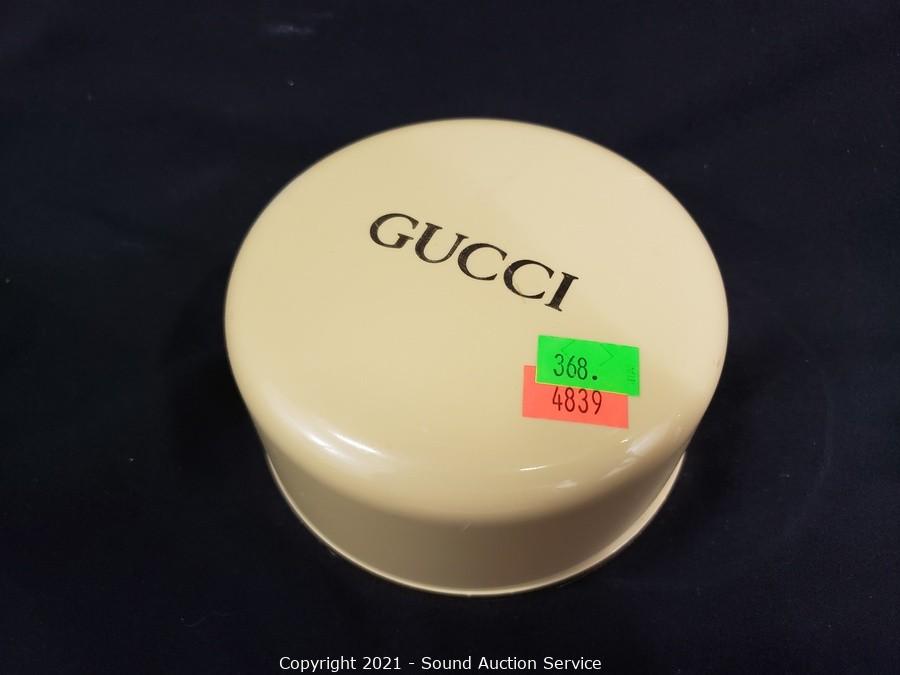 GUCCI
368.
4839
Copyright 2021 - Sound Auction Service